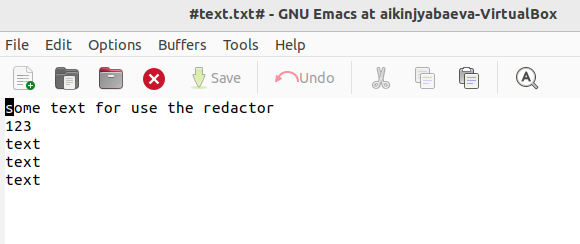 #text.txt# - GNU Emacs at aikinjyabaeva-VirtualBox
File Edit Options Buffers Tools Help
Save Undo
some text for use the redactor
123
text
text
text